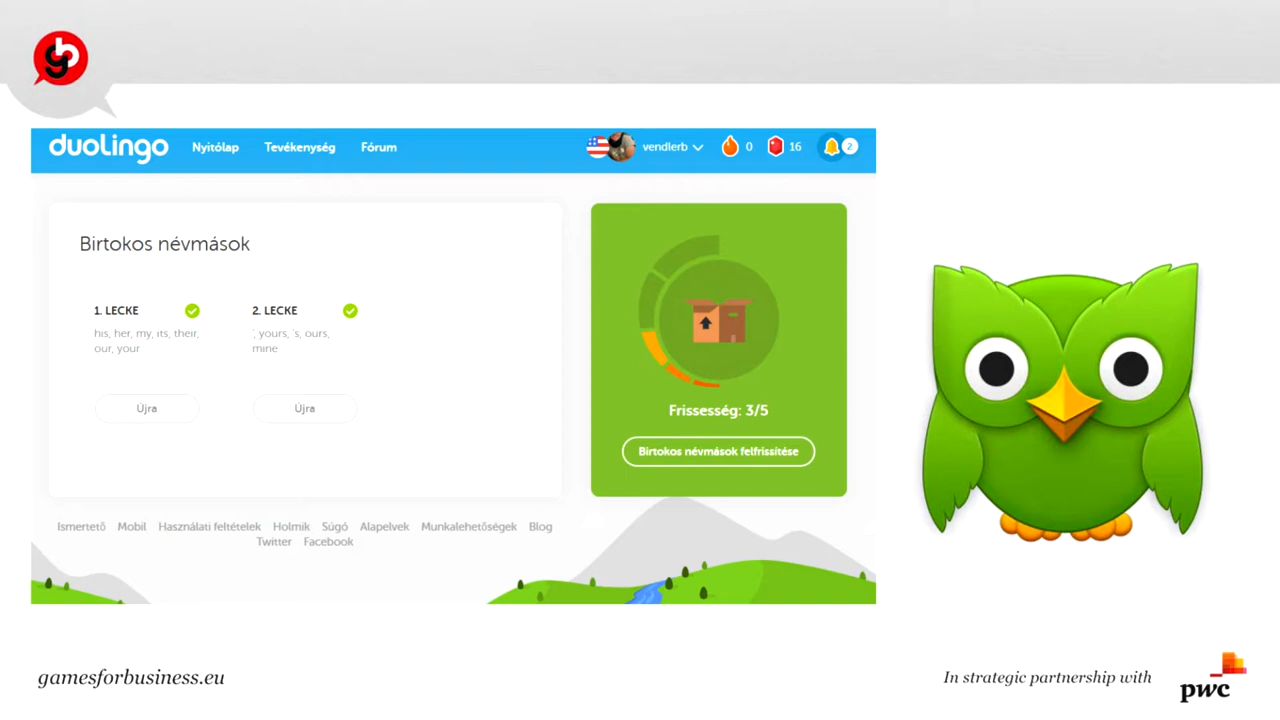 gb
duolingo Nyitólap Tevékenység Fórum vendlerb 0 16 2
Birtokos névmások
1. LECKE 2. LECKE
his, her, my, its, their, ', yours, 's, ours,
our, your mine
Újra Újra
Frissesség: 3/5
Birtokos névmások felfrissítése
Ismertető Mobil Használati feltételek Holmik Súgó Alapelvek Munkalehetőségek Blog
Twitter Facebook
gamesforbusiness.eu In strategic partnership with pwc